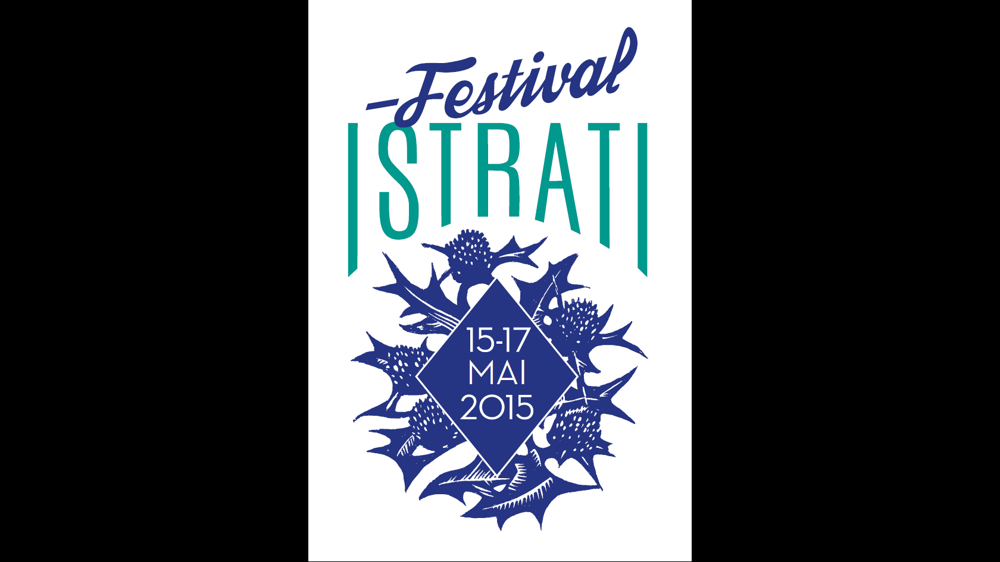 Festival
ISTRATI
15-17
MAI
2015